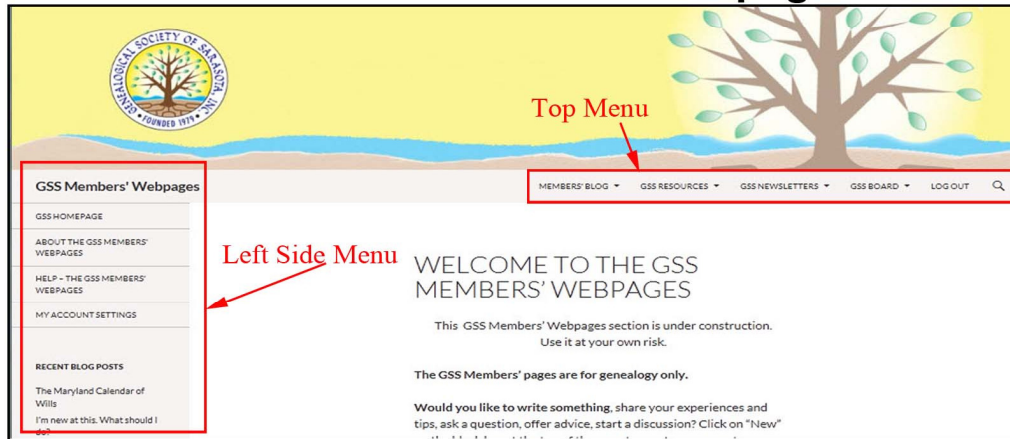 GENEALOGICAL SOCIETY OF SARASOTA, INC.
FOUNDED 1979
Top Menu
GSS Members' Webpages
MEMBERS' BLOG GSS RESOURCES GSS NEWSLETTERS GSS BOARD LOG OUT
GSS HOMEPAGE
ABOUT THE GSS MEMBERS'
WEBPAGES
HELP – THE GSS MEMBERS'
WEBPAGES
MY ACCOUNT SETTINGS
RECENT BLOG POSTS
The Maryland Calendar of
Wills
I'm new at this. What should I
do?
Left Side Menu
WELCOME TO THE GSS
MEMBERS' WEBPAGES
This GSS Members' Webpages section is under construction.
Use it at your own risk.
The GSS Members' pages are for genealogy only.
Would you like to write something, share your experiences and
tips, ask a question, offer advice, start a discussion? Click on "New"